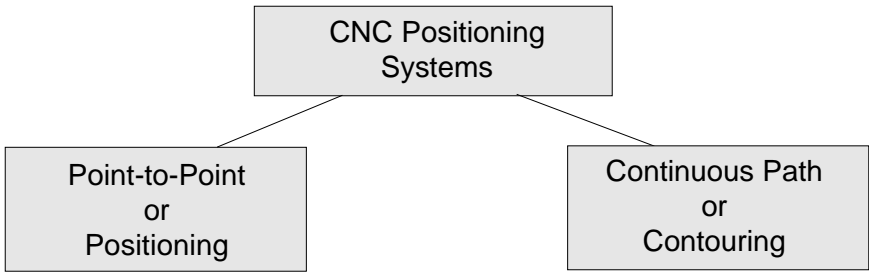 CNC Positioning
Systems
Point-to-Point
or
Positioning
Continuous Path
or
Contouring